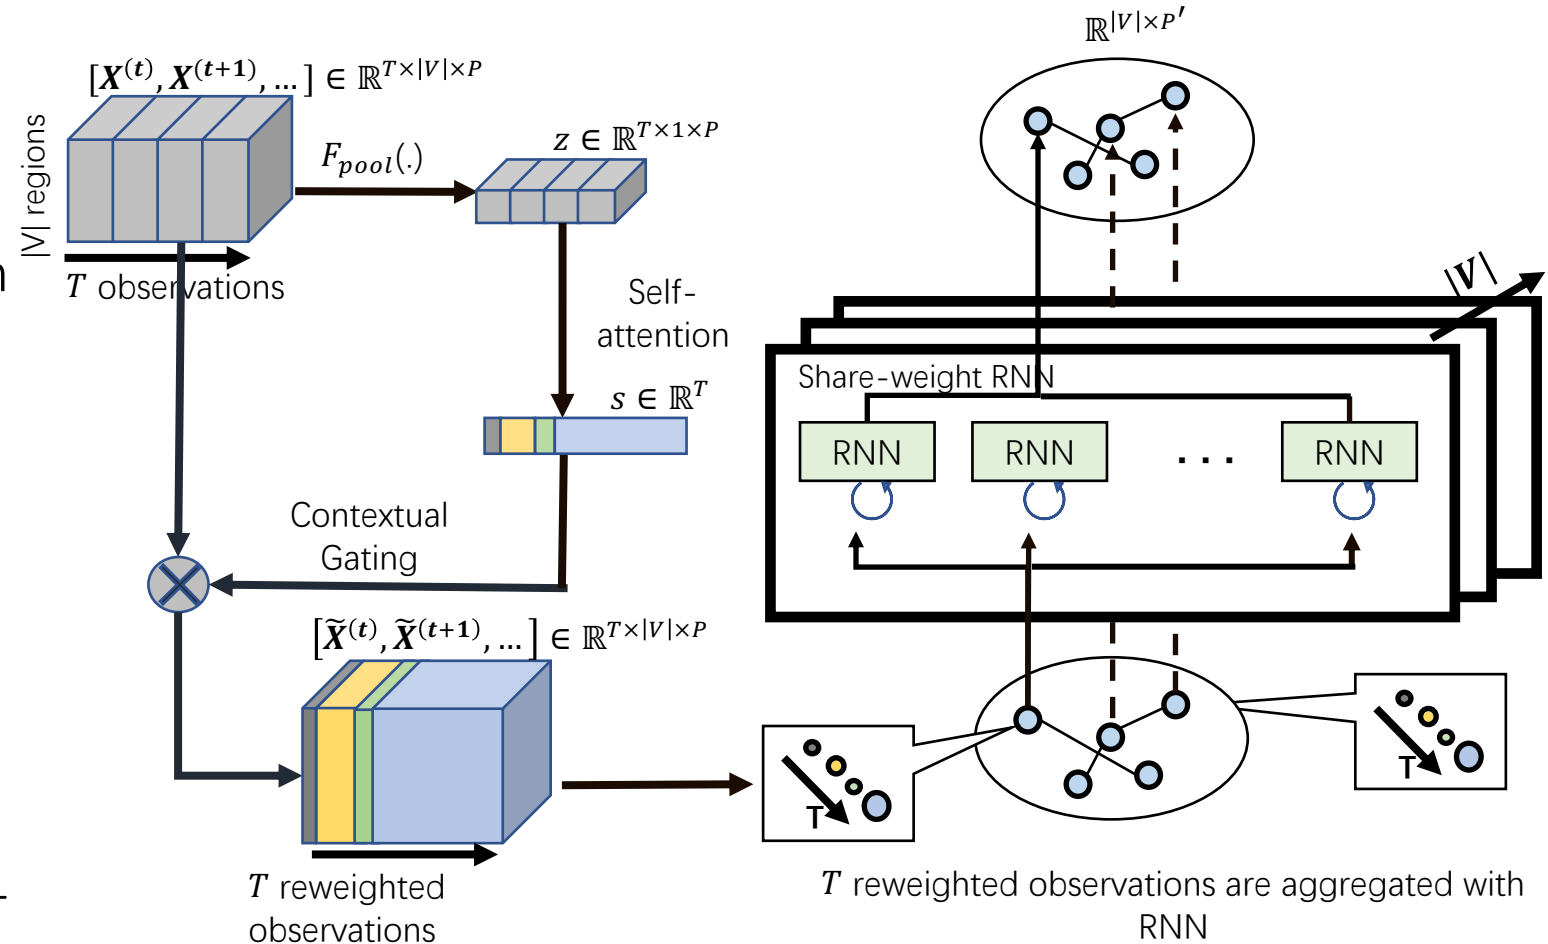 [X^(t), X^(t+1), ... ] ∈ ℝ^{T×|V|×P}
|V| regions
T observations
F_pool(.)
z ∈ ℝ^{T×1×P}
Self-
attention
s ∈ ℝ^T
Contextual
Gating
[X̃^(t), X̃^(t+1), ... ] ∈ ℝ^{T×|V|×P}
T reweighted
observations
ℝ^{|V|×P′}
|V|
Share-weight RNN
RNN
RNN
. . .
RNN
T
T
T reweighted observations are aggregated with
RNN
n